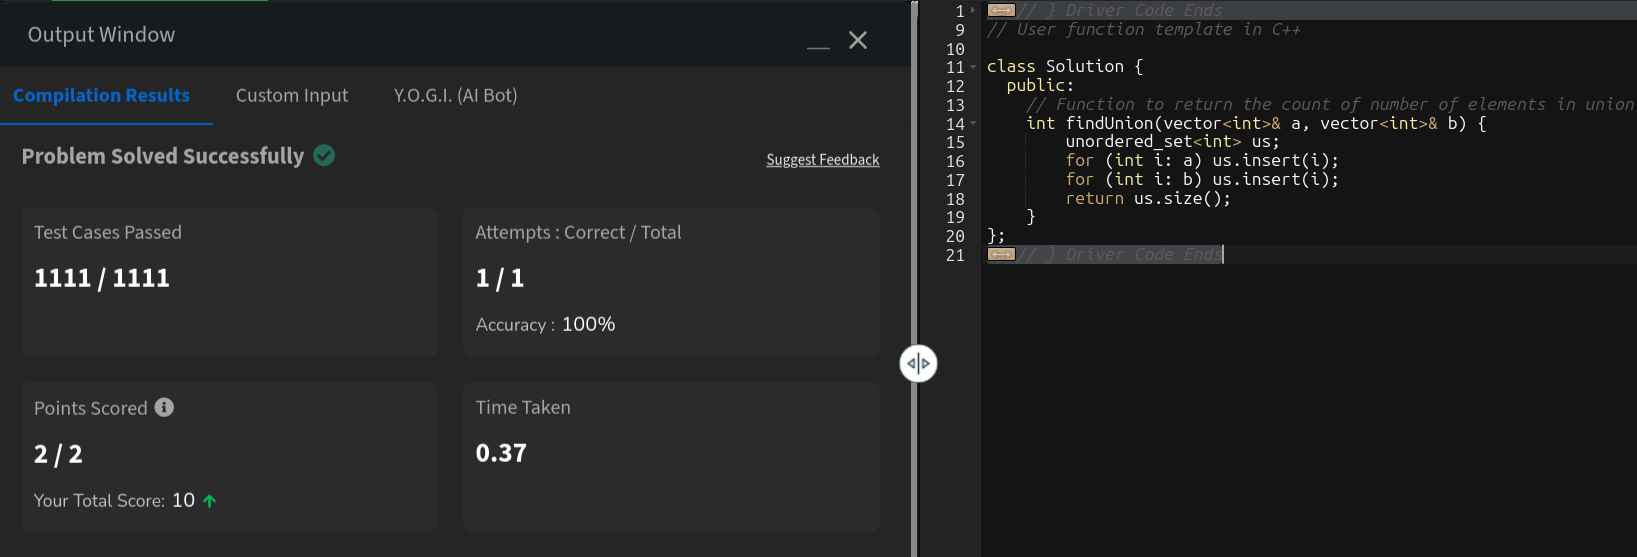 Output Window
Compilation Results Custom Input Y.O.G.I. (AI Bot)
Problem Solved Successfully
Suggest Feedback
Test Cases Passed
1111 / 1111
Attempts : Correct / Total
1 / 1
Accuracy : 100%
Points Scored
2 / 2
Your Total Score: 10
Time Taken
0.37
1 // } Driver Code Ends
9 // User function template in C++
10
11 class Solution {
12   public:
13     // Function to return the count of number of elements in union
14     int findUnion(vector<int>& a, vector<int>& b) {
15         unordered_set<int> us;
16         for (int i: a) us.insert(i);
17         for (int i: b) us.insert(i);
18         return us.size();
19     }
20 };
21 // } Driver Code Ends